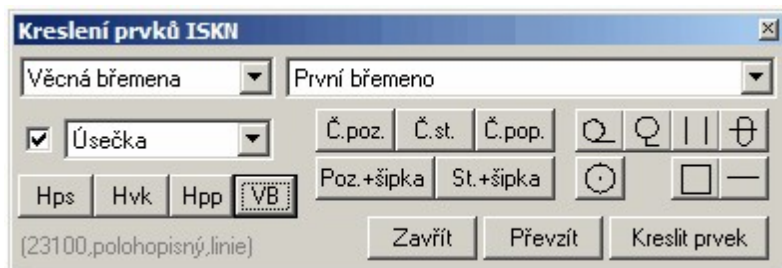 Kreslení prvků ISKN
Věcná břemena První břemeno
Úsečka Č.poz. Č.st. Č.pop.
Poz.+šipka St.+šipka
Hps Hvk Hpp VB
(23100,polohopisný,linie) Zavřít Převzít Kreslit prvek